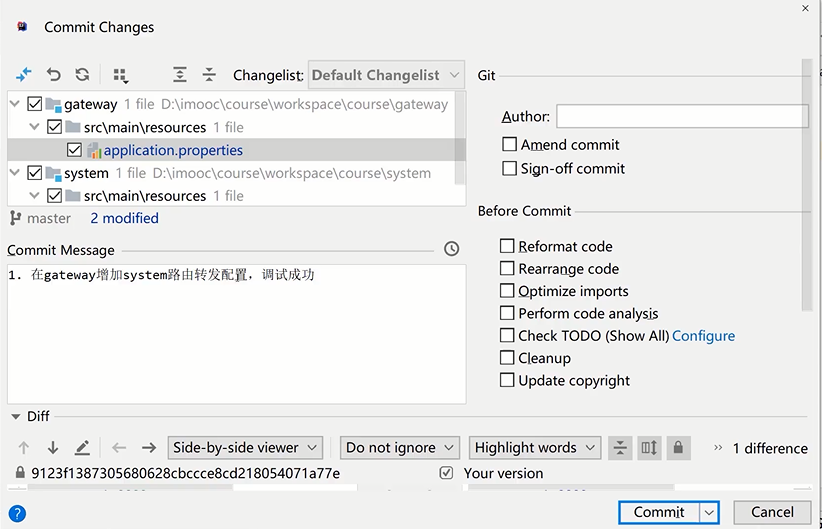 Commit Changes
Changelist: Default Changelist
Git
gateway 1 file D:\imooc\course\workspace\course\gateway
Author:
src\main\resources 1 file
Amend commit
application.properties
Sign-off commit
system 1 file D:\imooc\course\workspace\course\system
src\main\resources 1 file
Before Commit
master 2 modified
Reformat code
Commit Message
Rearrange code
1. 在gateway增加system路由转发配置，调试成功
Optimize imports
Perform code analysis
Check TODO (Show All) Configure
Cleanup
Update copyright
Diff
Side-by-side viewer Do not ignore Highlight words » 1 difference
9123f1387305680628cbccce8cd218054071a77e Your version
? Commit Cancel